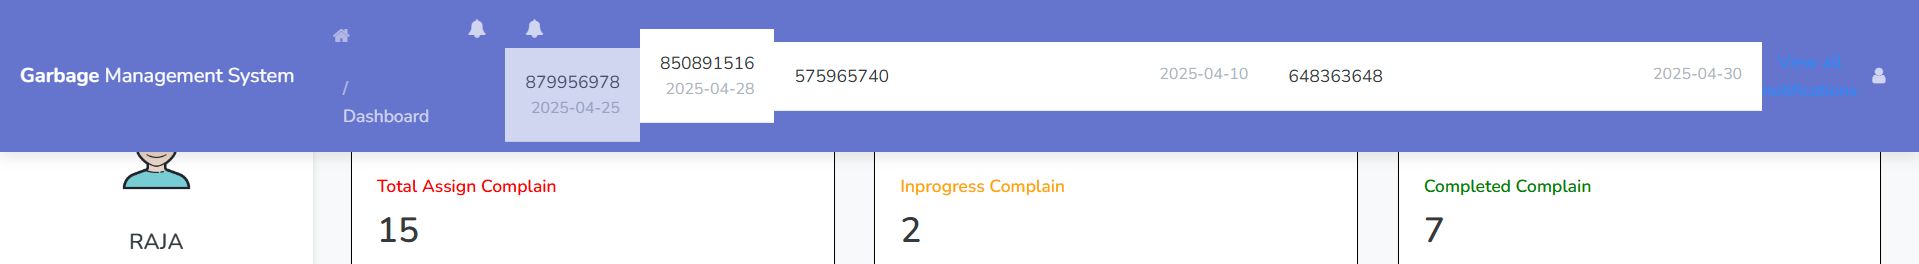 Garbage Management System
/
Dashboard
879956978
2025-04-25
850891516
2025-04-28
575965740
2025-04-10
648363648
2025-04-30
View all
notifications
RAJA
Total Assign Complain
15
Inprogress Complain
2
Completed Complain
7